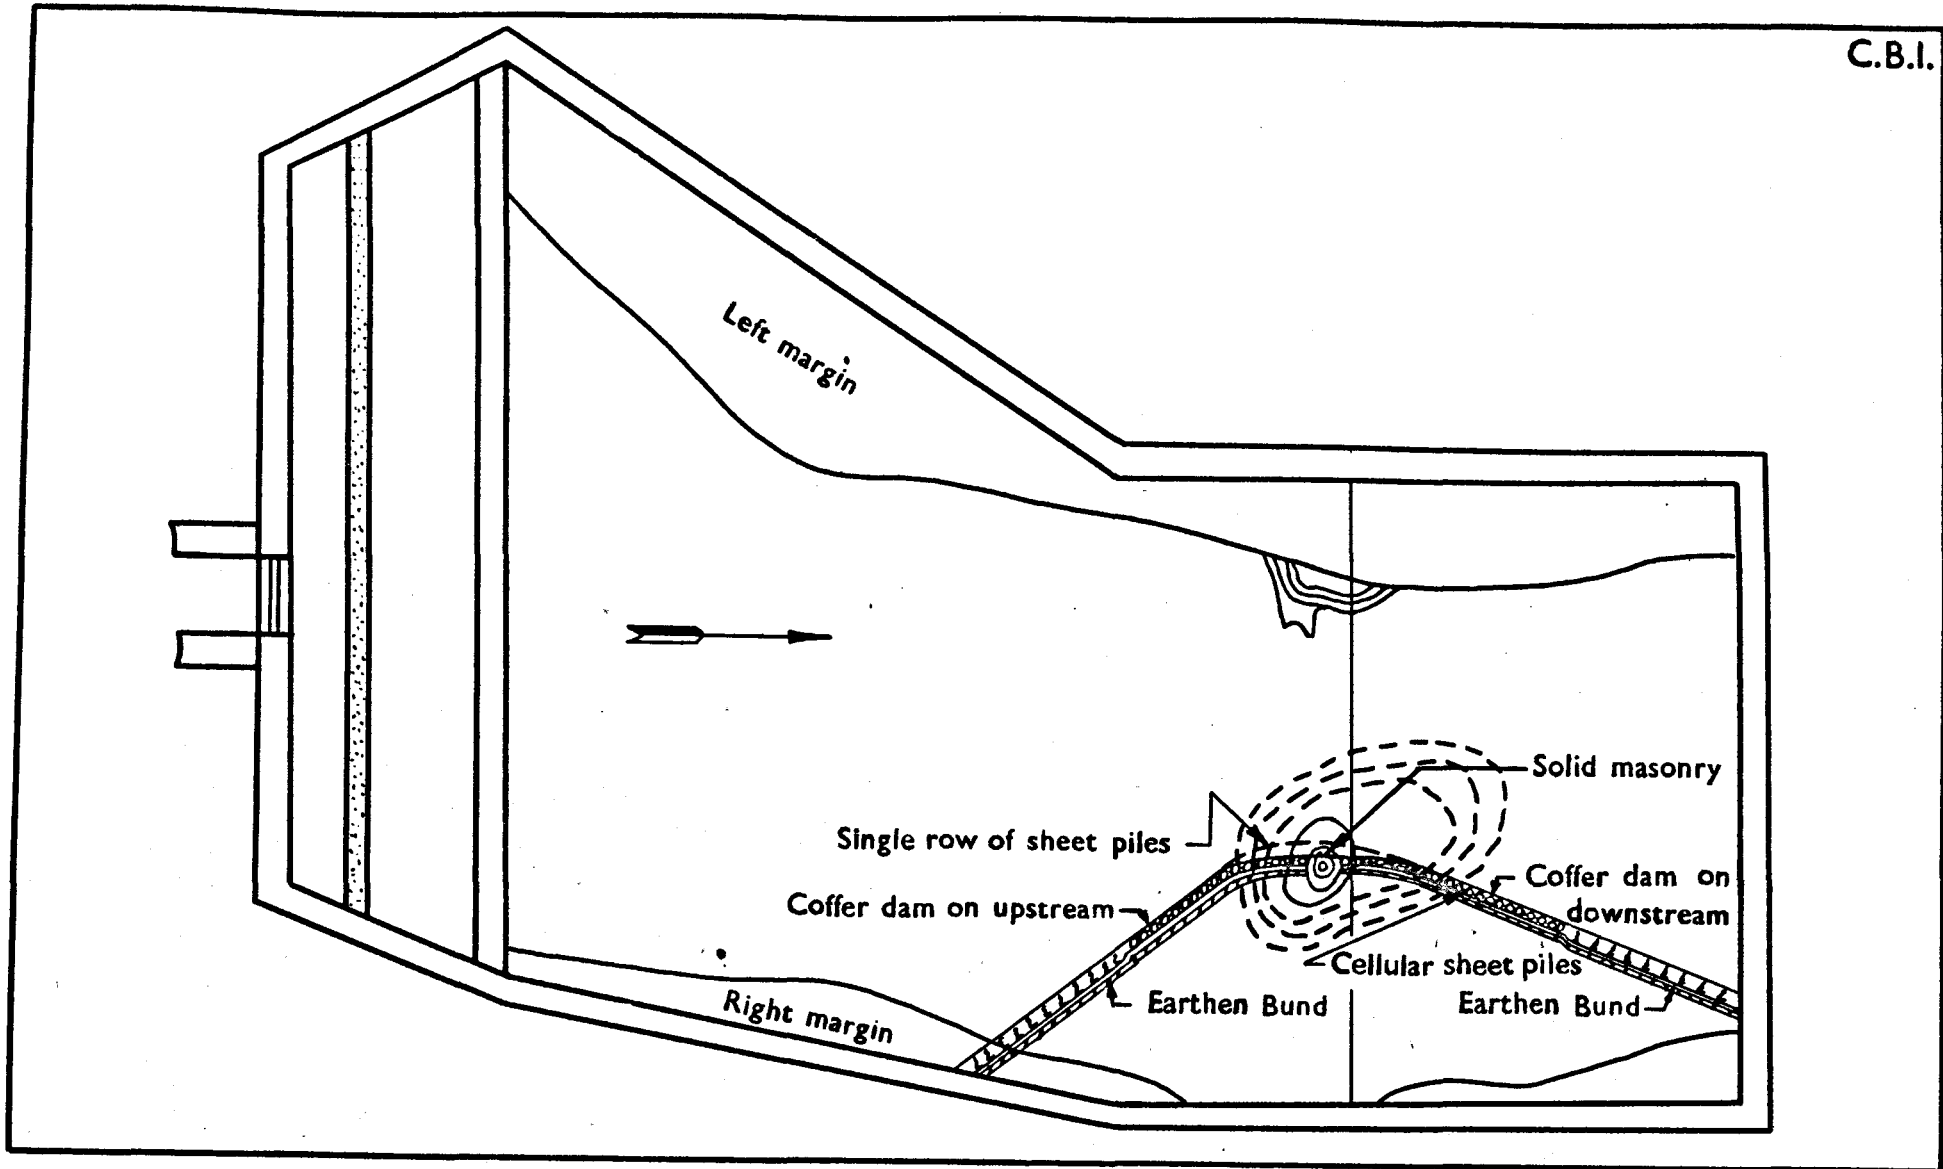 C.B.I.
Left margin
Solid masonry
Single row of sheet piles
Coffer dam on upstream
Coffer dam on
downstream
Cellular sheet piles
Earthen Bund
Earthen Bund
Right margin